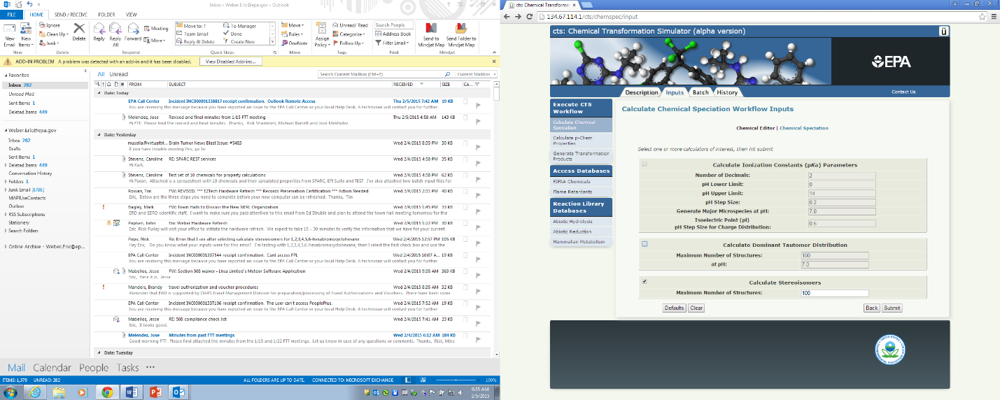 Inbox - Weber.Eric@epa.gov - Outlook
FILE HOME SEND / RECEIVE FOLDER VIEW
New Email
New Items
Ignore
Clean Up
Junk
Delete
Reply
Reply All
Forward
Meeting
More
Move to: ?
Team Email
Reply & Delete
To Manager
Done
Create New
Move
Rules
OneNote
Assign Policy
Unread/ Read
Categorize
Follow Up
Search People
Address Book
Filter Email
Send to Mindjet Map
Send Folder to Mindjet Map
New Delete Respond Quick Steps Move Tags Find Mindjet
ADD-IN PROBLEM A problem was detected with an add-in and it has been disabled. View Disabled Add-ins...
Favorites
Inbox 282
Unread Mail
Sent Items 1
Deleted Items 449
Weber.Eric@epa.gov
Inbox 282
Drafts
Sent Items 1
Deleted Items 449
Conversation History
Folders 1
Junk Email [8786]
MAPIUseContacts
Outbox
RSS Subscriptions
Stationery
Search Folders
Online Archive - Weber.Eric@ep...
All Unread
Search Current Mailbox (Ctrl+E) Current Mailbox
FROM SUBJECT RECEIVED SIZE CA...
Date: Today
EPA Call Center Incident INC000001338817 receipt confirmation. Outlook Remote Access Thu 2/5/2015 7:42 AM 19 KB
You are receiving this message because you have reported an issue to the EPA Call Center or your local Help Desk. A technician will contact you for further
Melendez, Jose Revised and final minutes from 1/15 FTT meeting Thu 2/5/2015 4:58 AM 143 KB
Hi FTT: Please find the revised and final minutes. Thanks, Rick Shamblen, Michael Barrett and José Meléndez
Date: Yesterday
musella@virtualtri... Brain Tumor News Blast Issue: #5483 Wed 2/4/2015 8:35 PM 30 KB
If you have trouble viewing this, go to
Stevens, Caroline RE: SPARC REST services Wed 2/4/2015 4:58 PM 35 KB
Hi Kurt,
Stevens, Caroline Test set of 10 chemicals for property calculations Wed 2/4/2015 4:58 PM 62 KB
Hi Pavan, Attached is a spreadsheet with 10 chemicals and their calculated properties from SPARC, EPI Suite and TEST. I've also attached two batch input files for
Rowan, Tim FW: REVISED: *** EZTech Hardware Refresh *** Records Preservation Certification *** Action Needed Wed 2/4/2015 2:31 PM 40 KB
Eric, Below are the three steps you need to complete before your new computer can be refreshed. Thanks, Tim
Bagley, Mark FW: Town Halls to Discuss the New NERL Organization Wed 2/4/2015 1:45 PM 33 KB
ERD and EERD scientific staff, I want to make sure you paid attention to this email from Ed Struble and plan to attend the town hall meeting tomorrow for the
Popken, John Eric Weber Hardware Refresh Wed 2/4/2015 1:22 PM 30 KB
Eric Rick Pulley will visit your office to initiate the hardware refresh. We expect to take 15 - 30 minutes to verify the information that we have for your current
Pope, Nick Re: Error that I see after selecting calculate stereosomers for 1,2,3,4,5,6-hexabromocyclohexane Wed 2/4/2015 12:57 PM 105 KB
Hey Eric, Do you know what your inputs were for this error? I'm testing with 1,2,3,4,5,6-hexabromocyclohexane, then I select the first check box and use the
EPA Call Center Incident INC000001337544 receipt confirmation. Cant access PPL Wed 2/4/2015 10:07 A... 19 KB
You are receiving this message because you have reported an issue to the EPA Call Center or your local Help Desk. A technician will contact you for further
Mabellos, Jesse FW: Section 508 waiver - Lhsa Limited's Meteor Software Application Wed 2/4/2015 9:35 AM 363 KB
Eric, Here it is. Jesse
Manders, Brandy travel authorization and voucher procedures Wed 2/4/2015 8:35 AM 32 KB
Reminder that ERD is supported by OARS Travel Management Division for preparation/processing of Travel Authorizations and Vouchers. There have been some
EPA Call Center Incident INC000001337106 receipt confirmation. The user can't access PeoplePlus. Wed 2/4/2015 7:52 AM 19 KB
You are receiving this message because you have reported an issue to the EPA Call Center or your local Help Desk. A technician will contact you for further
Mabellos, Jesse RE: 508 compliance check list Wed 2/4/2015 7:41 AM 23 KB
Eric, It looks good.
Melendez, Jose Minutes from past FTT meetings Wed 2/4/2015 6:12 AM 184 KB
Good morning FTT! Please find attached the minutes from the 1/15 and 1/22 FTT meetings. Let us know in case of any questions or comments. Thanks, Rick, Mike
Date: Tuesday
Mail Calendar People Tasks ...
ITEMS: 1,579 UNREAD: 282 ALL FOLDERS ARE UP TO DATE. CONNECTED TO: MICROSOFT EXCHANGE 100%
9:55 AM
2/5/2015
cts: Chemical Transforma
134.67.114.1/cts/chemspec/input
cts: Chemical Transformation Simulator (alpha version)
EPA
Description Inputs Batch History Contact Us
Execute CTS Workflow
Calculate Chemical Speciation
Calculate p-Chem Properties
Generate Transformation Products
Access Databases
FIFRA Chemicals
Flame Retardants
Reaction Library Databases
Abiotic Hydrolysis
Abiotic Reduction
Mammalian Metabolism
Calculate Chemical Speciation Workflow Inputs
Chemical Editor | Chemical Speciation
Select one or more calculators of interest, then hit submit
Calculate Ionization Constants (pKa) Parameters
Number of Decimals: 2
pH Lower Limit: 0
pH Upper Limit: 14
pH Step Size: 0.2
Generate Major Microspecies at pH: 7.0
Isoelectric Point (pI)
pH Step Size for Charge Distribution: 0.5
Calculate Dominant Tautomer Distribution
Maximum Number of Structures: 100
at pH: 7.0
Calculate Stereoisomers
Maximum Number of Structures: 100
Defaults Clear Back Submit